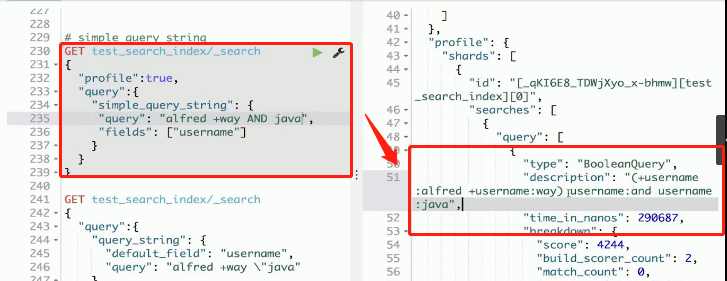 227
229
# simple query string
230 GET test_search_index/_search
231 {
232 "profile":true,
233 "query":{
234 "simple_query_string": {
235 "query": "alfred +way AND java",
236 "fields": ["username"]
237 }
238 }
239 }
240
241 GET test_search_index/_search
242 {
243 "query":{
244 "query_string": {
245 "default_field": "username",
246 "query": "alfred +way \"java"
247 }
40 ]
41 },
42 "profile": {
43 "shards": [
44 {
45 "id": "[_qKI6E8_TDWjXyo_x-bhmw][test
_search_index][0]",
46 "searches": [
47 {
48 "query": [
49 {
50 "type": "BooleanQuery",
51 "description": "(+username
:alfred +username:way) username:and username
:java",
52 "time_in_nanos": 290687,
53 "breakdown": {
54 "score": 4244,
55 "build_scorer_count": 2,
56 "match_count": 0,